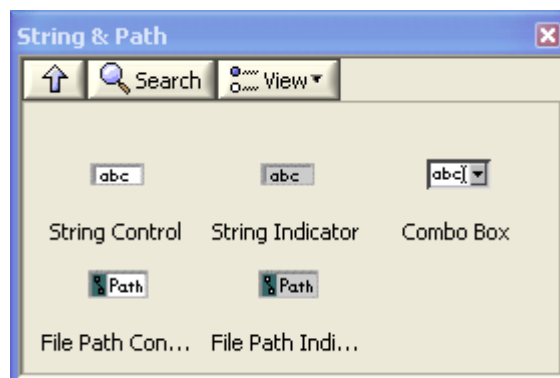 String & Path
Search View
abc abc abc
String Control String Indicator Combo Box
Path Path
File Path Con... File Path Indi...